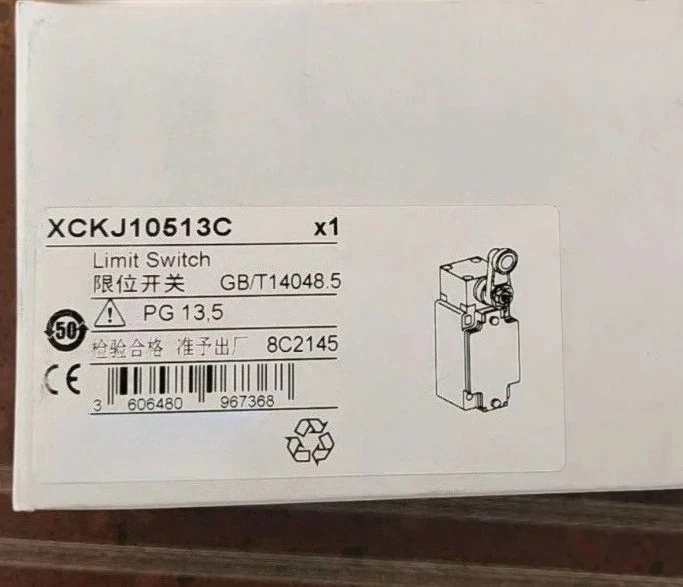 XCKJ10513C x1
Limit Switch
限位开关 GB/T14048.5
PG 13,5
50
检验合格 准予出厂 8C2145
CE
3 606480 967368